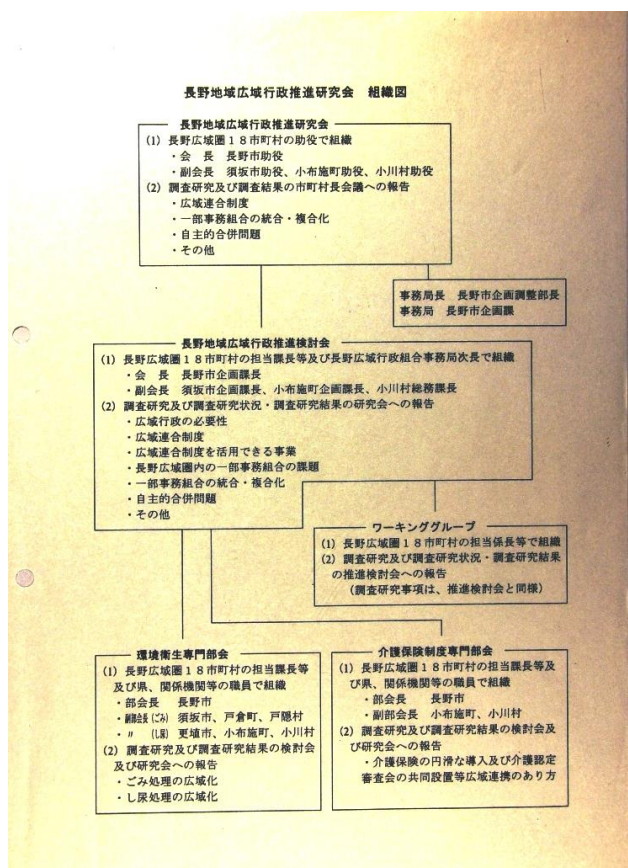 長野地域広域行政推進研究会　組織図
長野地域広域行政推進研究会
(1) 長野広域圏18市町村の助役で組織
・会　長　長野市助役
・副会長　須坂市助役、小布施町助役、小川村助役
(2) 調査研究及び調査結果の市町村長会議への報告
・広域連合制度
・一部事務組合の統合・複合化
・自主的合併問題
・その他
事務局長　長野市企画調整部長
事務局　長野市企画課
長野地域広域行政推進検討会
(1) 長野広域圏18市町村の担当課長等及び長野広域行政組合事務局次長で組織
・会　長　長野市企画課長
・副会長　須坂市企画課長、小布施町企画課長、小川村総務課長
(2) 調査研究及び調査研究状況・調査研究結果の研究会への報告
・広域行政の必要性
・広域連合制度
・広域連合制度を活用できる事業
・長野広域圏内の一部事務組合の課題
・一部事務組合の統合・複合化
・自主的合併問題
・その他
ワーキンググループ
(1) 長野広域圏18市町村の担当係長等で組織
(2) 調査研究及び調査研究状況・調査研究結果
の推進検討会への報告
(調査研究事項は、推進検討会と同様)
環境衛生専門部会
(1) 長野広域圏18市町村の担当課長等
及び県、関係機関等の職員で組織
・部会長　長野市
・副部会長(ごみ) 須坂市、戸倉町、戸隠村
・〃　(し尿) 更埴市、小布施町、小川村
(2) 調査研究及び調査研究結果の検討会
及び研究会への報告
・ごみ処理の広域化
・し尿処理の広域化
介護保険制度専門部会
(1) 長野広域圏18市町村の担当課長等及
び県、関係機関等の職員で組織
・部会長　長野市
・副部会長　小布施町、小川村
(2) 調査研究及び調査研究結果の検討会
及び研究会への報告
・介護保険の円滑な導入及び介護認定
審査会の共同設置等広域連携のあり方